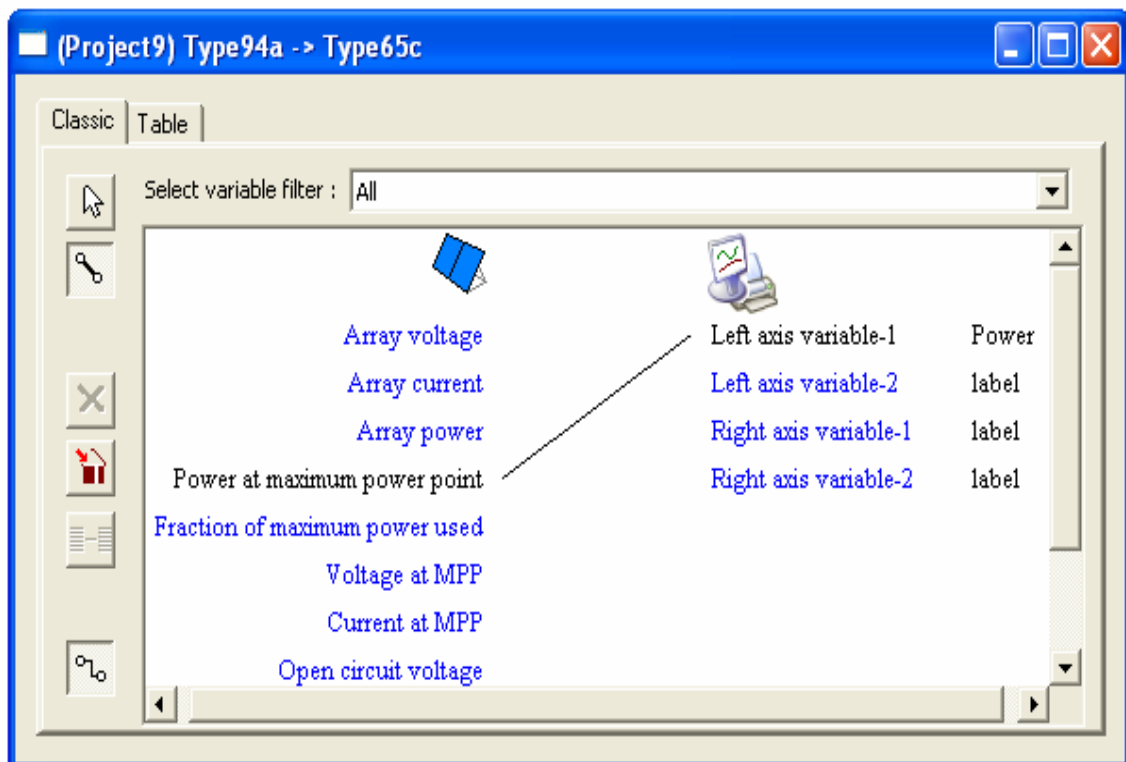 (Project9) Type94a -> Type65c
Classic Table
Select variable filter : All
Array voltage Left axis variable-1 Power
Array current Left axis variable-2 label
Array power Right axis variable-1 label
Power at maximum power point Right axis variable-2 label
Fraction of maximum power used
Voltage at MPP
Current at MPP
Open circuit voltage